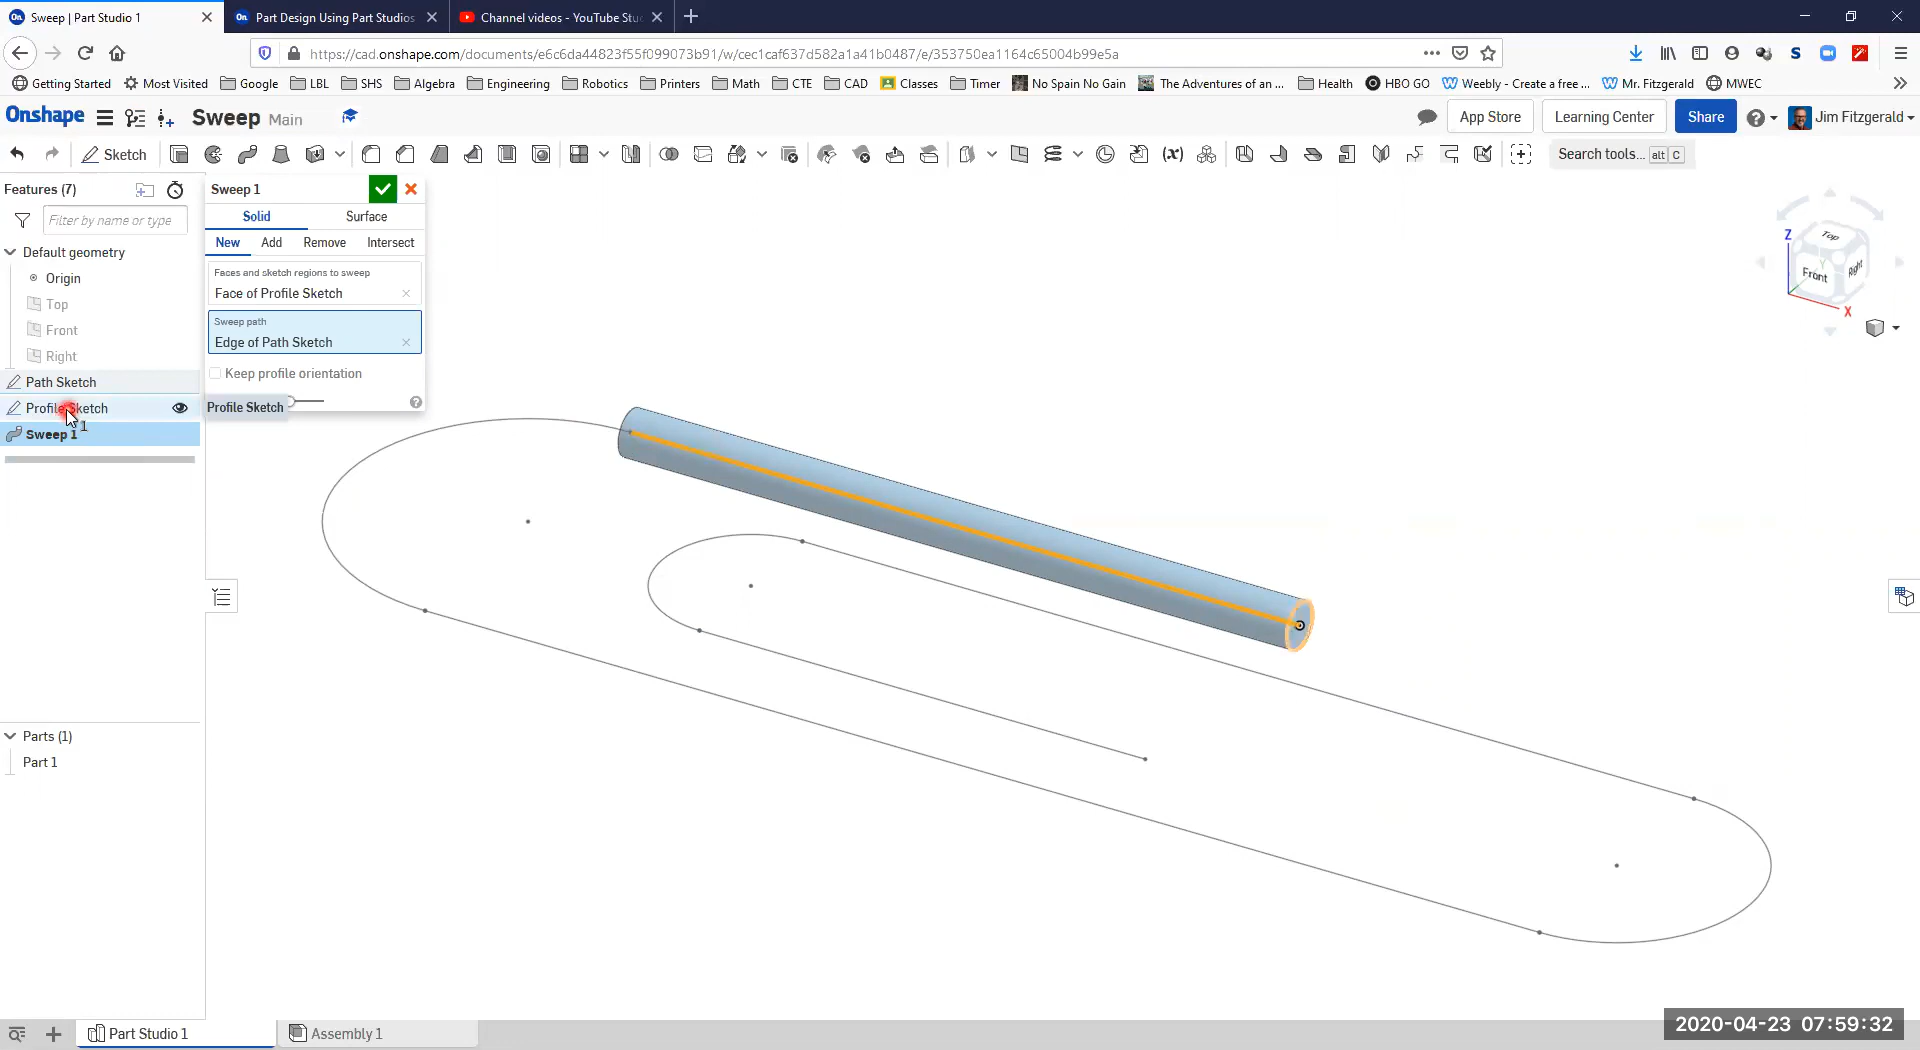 Sweep | Part Studio 1
Part Design Using Part Studios
Channel videos - YouTube Stu
https://cad.onshape.com/documents/e6c6da44823f55f099073b91/w/cec1caf637d582a1a41b0487/e/353750ea1164c65004b99e5a
Getting Started
Most Visited
Google
LBL
SHS
Algebra
Engineering
Robotics
Printers
Math
CTE
CAD
Classes
Timer
No Spain No Gain
The Adventures of an ...
Health
HBO GO
Weebly - Create a free ...
Mr. Fitzgerald
MWEC
Onshape
Sweep Main
App Store
Learning Center
Share
Jim Fitzgerald
Sketch
(x)
Search tools... alt C
Features (7)
Filter by name or type
Default geometry
Origin
Top
Front
Right
Path Sketch
Profile Sketch
Sweep 1
Sweep 1
Solid
Surface
New
Add
Remove
Intersect
Faces and sketch regions to sweep
Face of Profile Sketch
Sweep path
Edge of Path Sketch
Keep profile orientation
Profile Sketch
1
Z
Top
Front
Right
Y
X
Parts (1)
Part 1
Part Studio 1
Assembly 1
2020-04-23 07:59:32